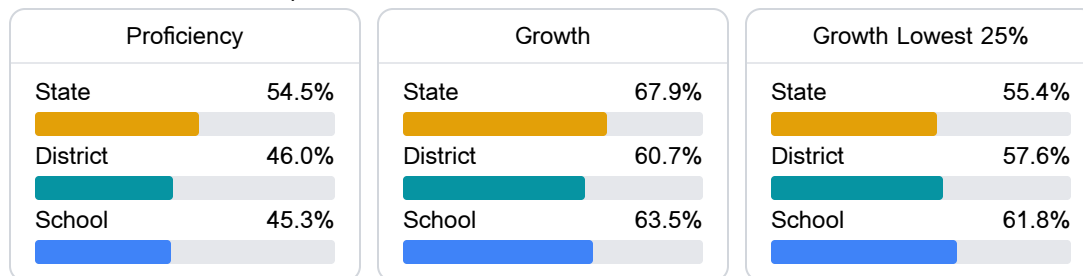 Proficiency
State 54.5%
District 46.0%
School 45.3%
Growth
State 67.9%
District 60.7%
School 63.5%
Growth Lowest 25%
State 55.4%
District 57.6%
School 61.8%